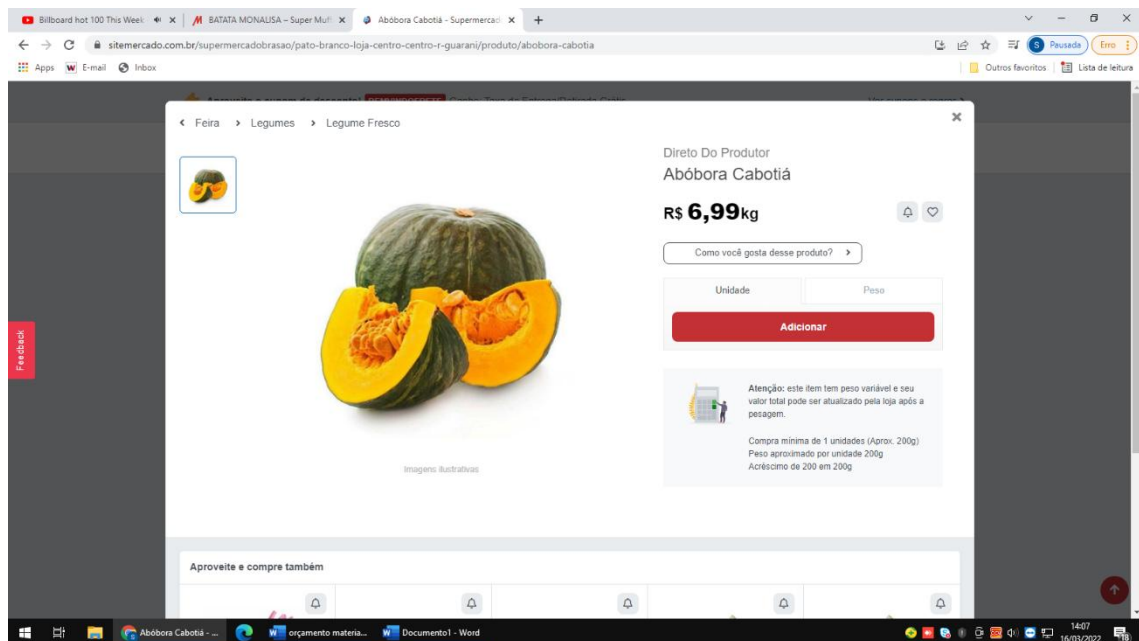 Billboard hot 100 This Week
BATATA MONALISA – Super Muff
Abóbora Cabotiá - Supermercad
sitemercado.com.br/supermercadobrasao/pato-branco-loja-centro-centro-r-guarani/produto/abobora-cabotia
S Pausada
Erro
Apps
W E-mail
Inbox
Outros favoritos
Lista de leitura
Feira > Legumes > Legume Fresco
Direto Do Produtor
Abóbora Cabotiá
R$ 6,99kg
Como você gosta desse produto?
Unidade
Peso
Adicionar
Feedback
Atenção: este item tem peso variável e seu
valor total pode ser atualizado pela loja após a
pesagem.
Compra mínima de 1 unidades (Aprox. 200g)
Peso aproximado por unidade 200g
Acréscimo de 200 em 200g
Imagens ilustrativas
Aproveite e compre também
Abóbora Cabotiá - ...
orçamento materia...
Documento1 - Word
14:07
16/03/2022